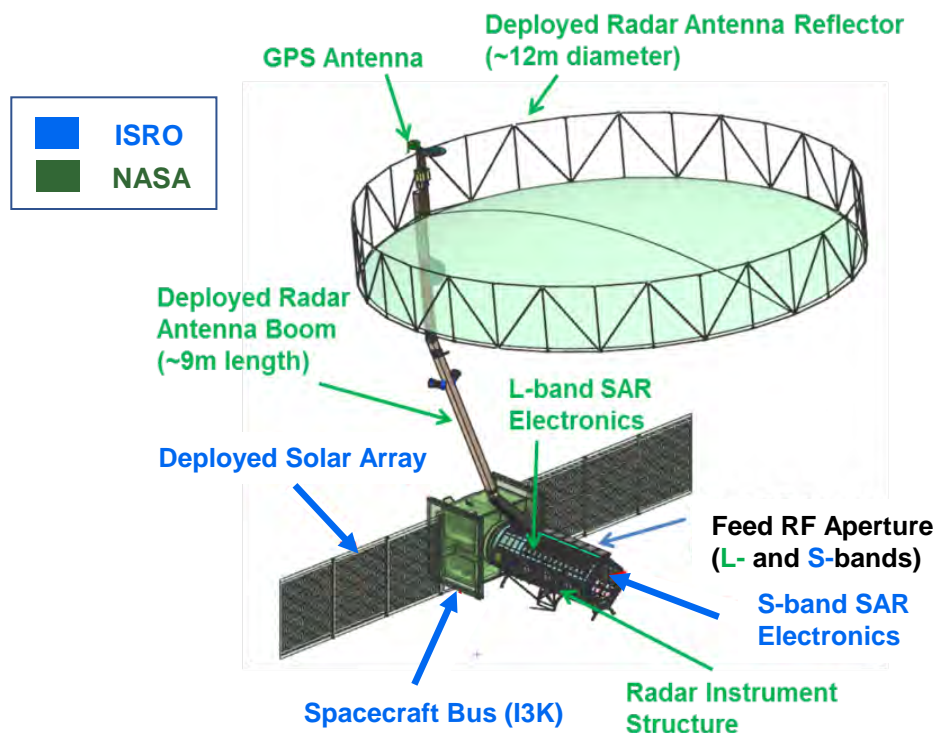 Deployed Radar Antenna Reflector
(~12m diameter)
GPS Antenna
ISRO
NASA
Deployed Radar
Antenna Boom
(~9m length)
L-band SAR
Electronics
Deployed Solar Array
Feed RF Aperture
(L- and S-bands)
S-band SAR
Electronics
Radar Instrument
Structure
Spacecraft Bus (I3K)